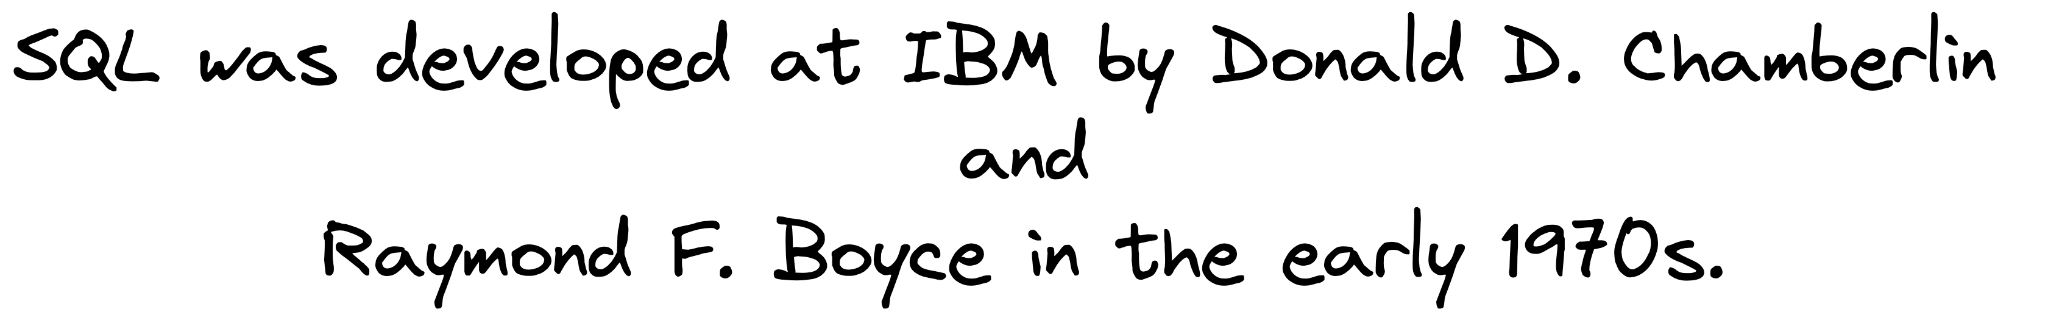 SQL was developed at IBM by Donald D. Chamberlin
and
Raymond F. Boyce in the early 1970s.